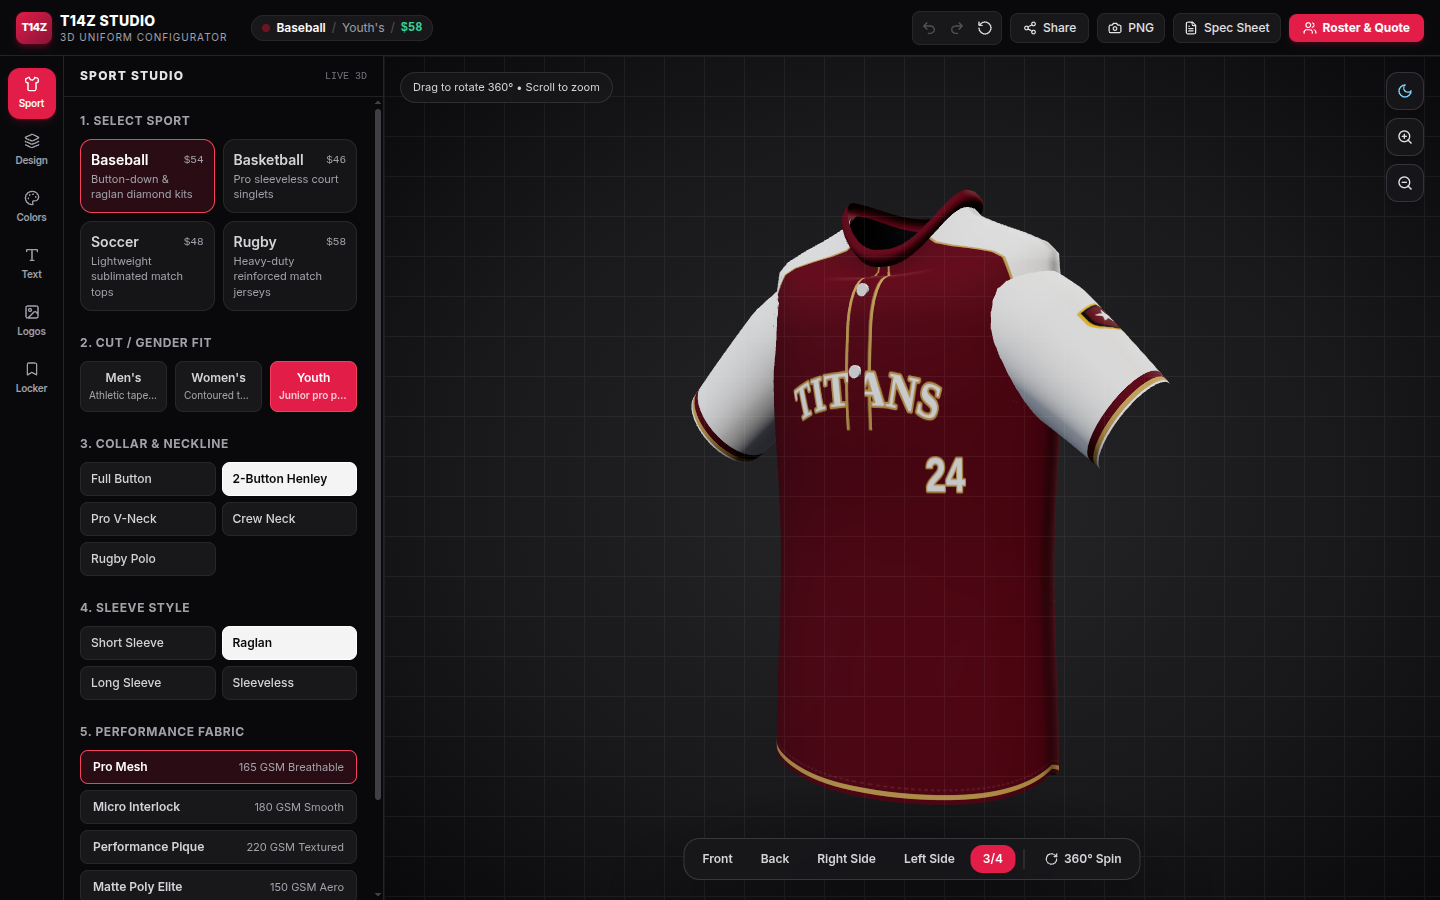 T14Z
T14Z STUDIO
3D UNIFORM CONFIGURATOR
Baseball / Youth's / $58
Share
PNG
Spec Sheet
Roster & Quote
Sport
Design
Colors
Text
Logos
Locker
SPORT STUDIO
LIVE 3D
1. SELECT SPORT
Baseball $54
Button-down &
raglan diamond kits
Basketball $46
Pro sleeveless court
singlets
Soccer $48
Lightweight
sublimated match
tops
Rugby $58
Heavy-duty
reinforced match
jerseys
2. CUT / GENDER FIT
Men's
Athletic tape...
Women's
Contoured t...
Youth
Junior pro p...
3. COLLAR & NECKLINE
Full Button
2-Button Henley
Pro V-Neck
Crew Neck
Rugby Polo
4. SLEEVE STYLE
Short Sleeve
Raglan
Long Sleeve
Sleeveless
5. PERFORMANCE FABRIC
Pro Mesh 165 GSM Breathable
Micro Interlock 180 GSM Smooth
Performance Pique 220 GSM Textured
Matte Poly Elite 150 GSM Aero
Drag to rotate 360° • Scroll to zoom
TITANS
24
Front
Back
Right Side
Left Side
3/4
360° Spin